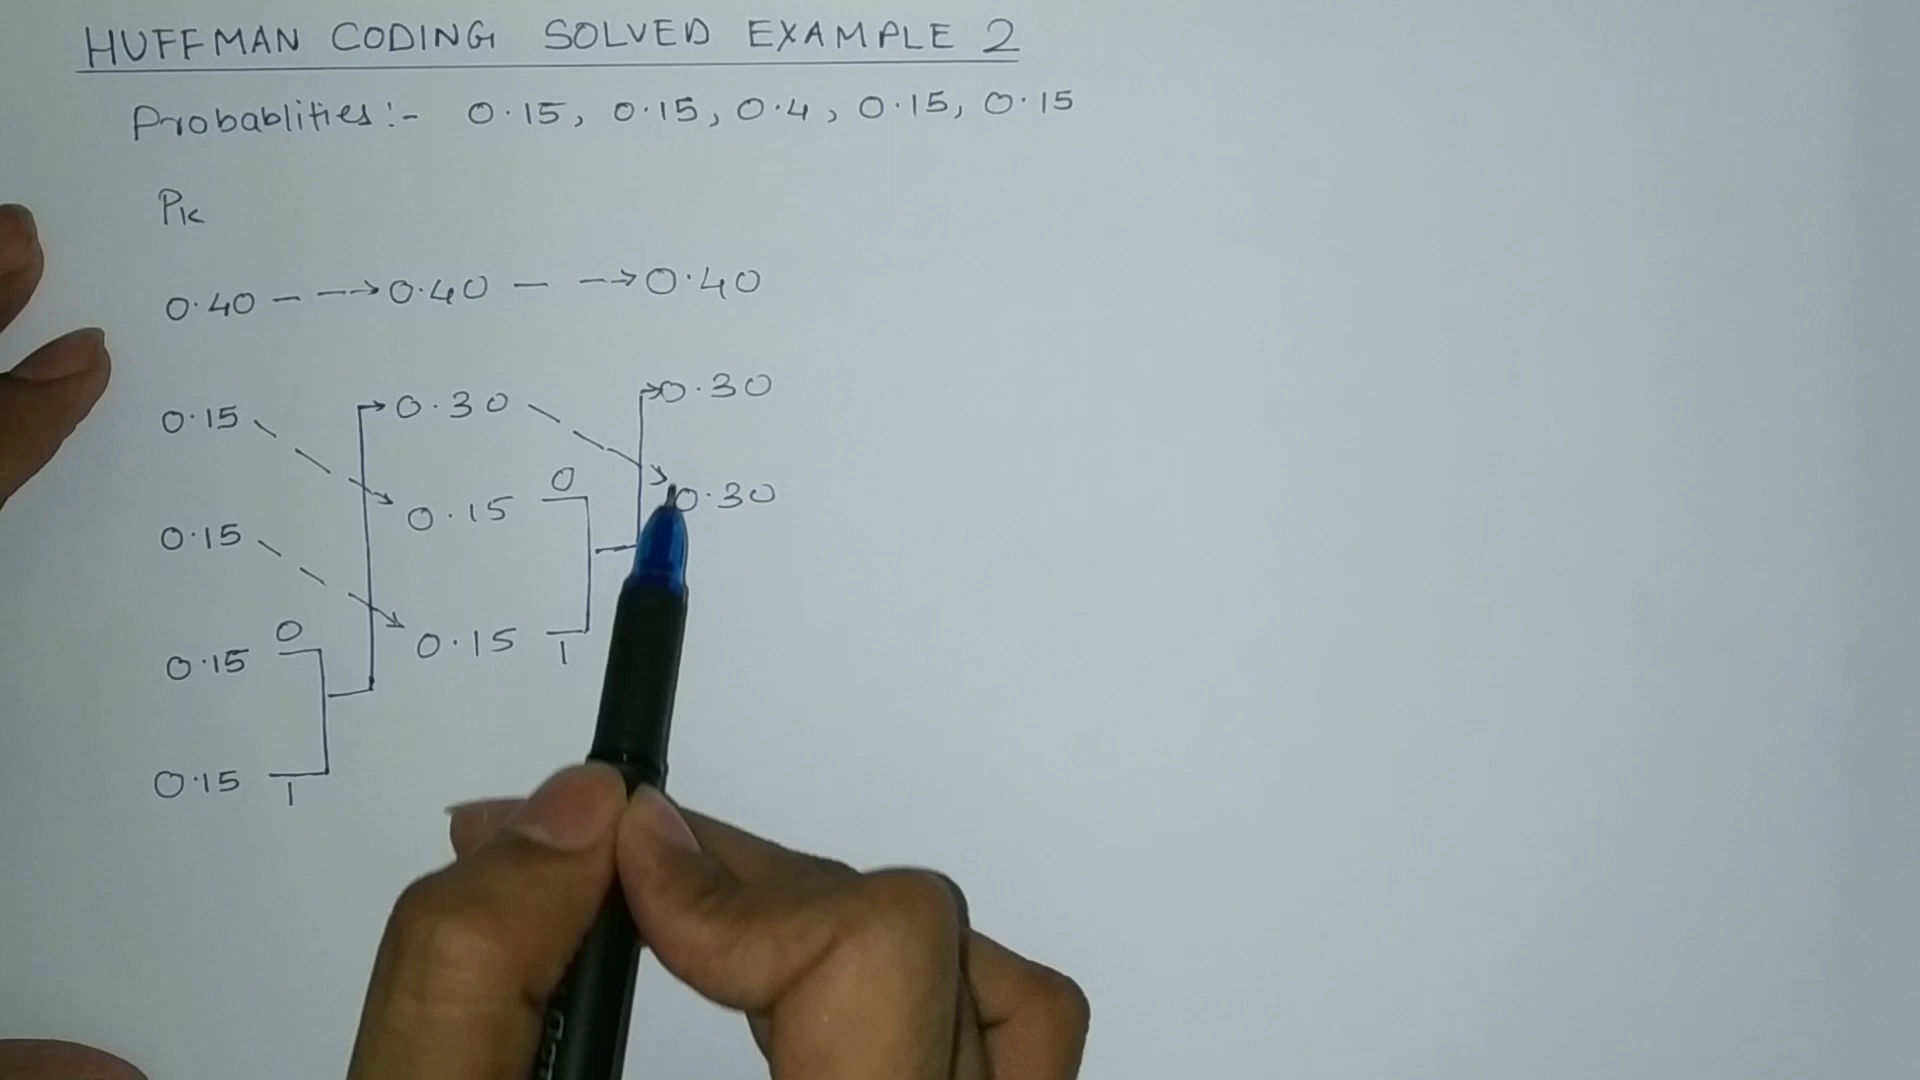 HUFFMAN CODING SOLVED EXAMPLE 2
Probablities:- 0.15, 0.15, 0.4, 0.15, 0.15
Pk
0.40 - --> 0.40 - --> 0.40
0.15 0.30 0.30
0.15 0.15 0 0.30
0.15 0 0.15 1
0.15 1